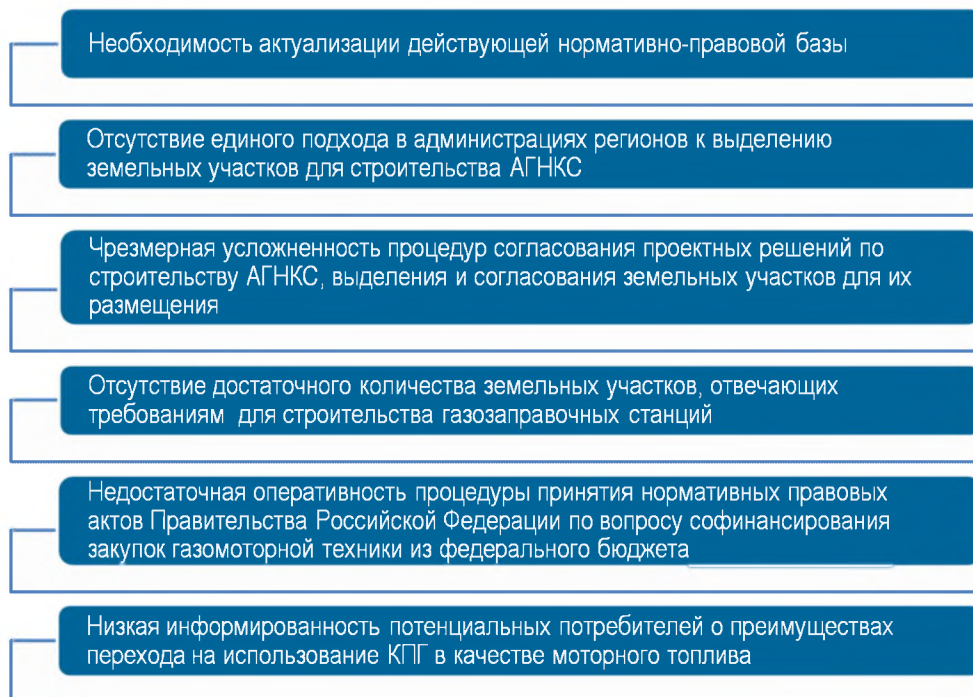 Необходимость актуализации действующей нормативно-правовой базы
Отсутствие единого подхода в администрациях регионов к выделению
земельных участков для строительства АГНКС
Чрезмерная усложненность процедур согласования проектных решений по
строительству АГНКС, выделения и согласования земельных участков для их
размещения
Отсутствие достаточного количества земельных участков, отвечающих
требованиям для строительства газозаправочных станций
Недостаточная оперативность процедуры принятия нормативных правовых
актов Правительства Российской Федерации по вопросу софинансирования
закупок газомоторной техники из федерального бюджета
Низкая информированность потенциальных потребителей о преимуществах
перехода на использование КПГ в качестве моторного топлива